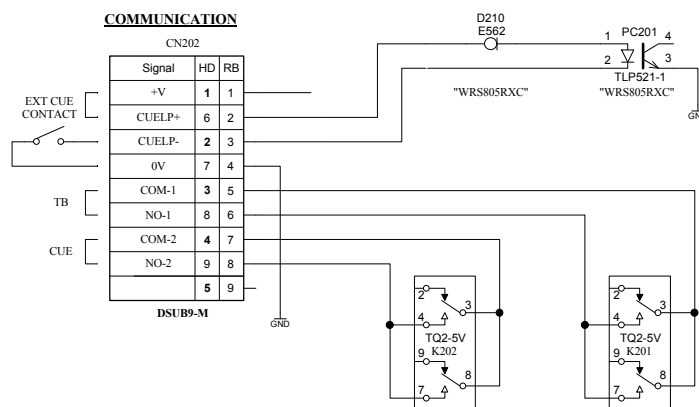 COMMUNICATION
CN202
Signal HD RB
+V 1 1
CUELP+ 6 2
CUELP- 2 3
0V 7 4
COM-1 3 5
NO-1 8 6
COM-2 4 7
NO-2 9 8
5 9
DSUB9-M
EXT CUE
CONTACT
TB
CUE
GND
D210
E562
"WRS805RXC"
PC201
1 4
2 3
TLP521-1
"WRS805RXC"
GN
2 3
4
TQ2-5V
K202
9 8
7
2 3
4
TQ2-5V
K201
9 8
7